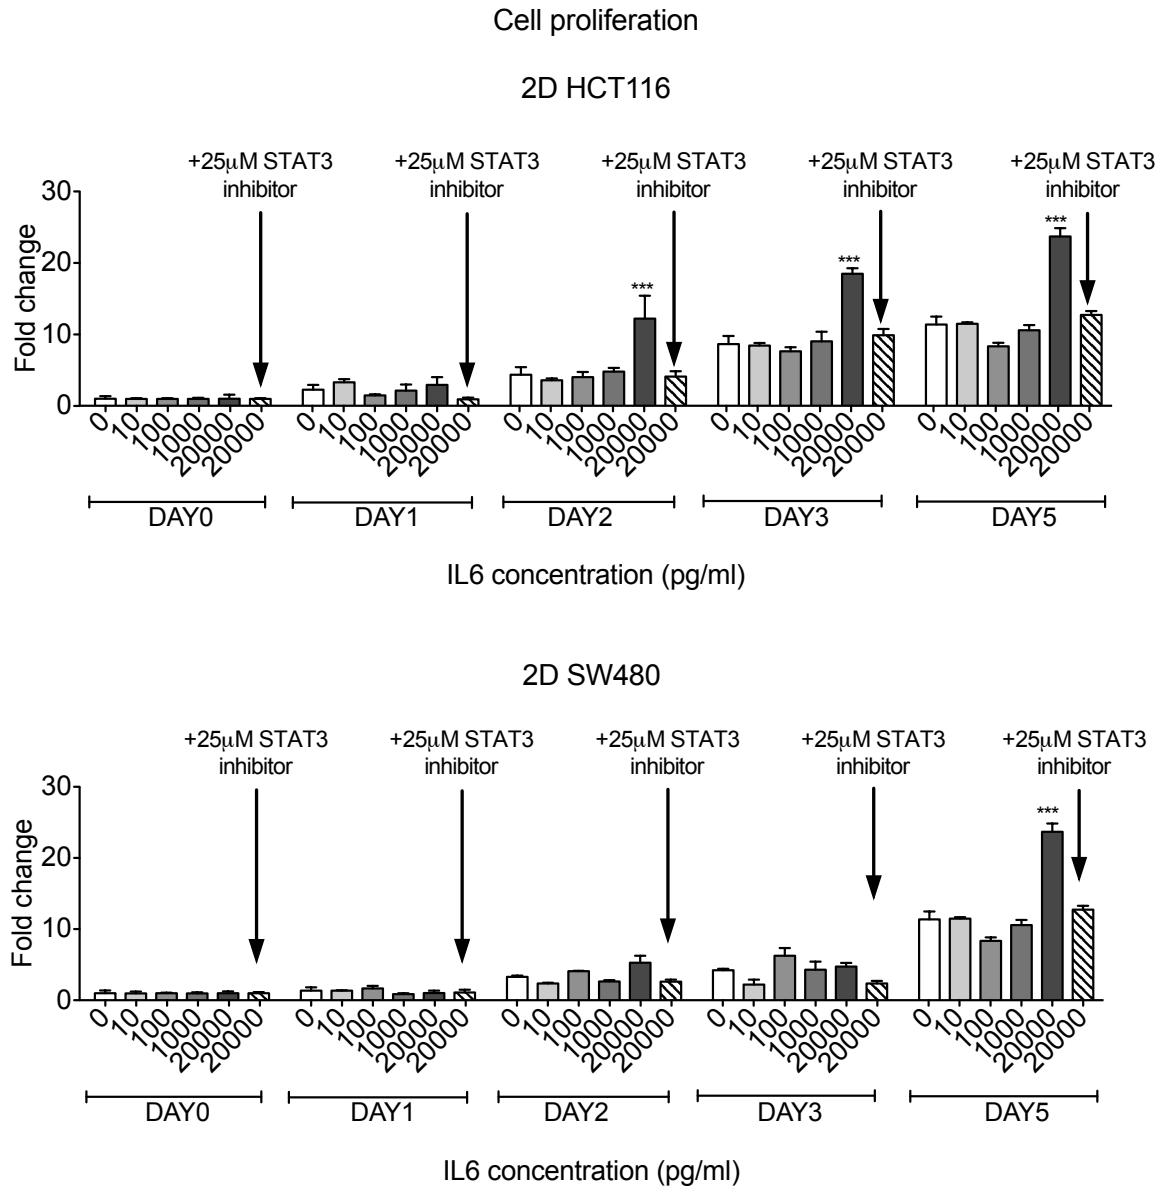 Cell proliferation
2D HCT116
+25μM STAT3 +25μM STAT3 +25μM STAT3 +25μM STAT3 +25μM STAT3
inhibitor inhibitor inhibitor inhibitor inhibitor
30
20
10
0
Fold change
*** *** ***
0 10 100 1000 20000 20000 0 10 100 1000 20000 20000 0 10 100 1000 20000 20000 0 10 100 1000 20000 20000 0 10 100 1000 20000 20000
DAY0 DAY1 DAY2 DAY3 DAY5
IL6 concentration (pg/ml)
2D SW480
+25μM STAT3 +25μM STAT3 +25μM STAT3 +25μM STAT3 +25μM STAT3
inhibitor inhibitor inhibitor inhibitor inhibitor
30
20
10
0
Fold change
***
0 10 100 1000 20000 20000 0 10 100 1000 20000 20000 0 10 100 1000 20000 20000 0 10 100 1000 20000 20000 0 10 100 1000 20000 20000
DAY0 DAY1 DAY2 DAY3 DAY5
IL6 concentration (pg/ml)